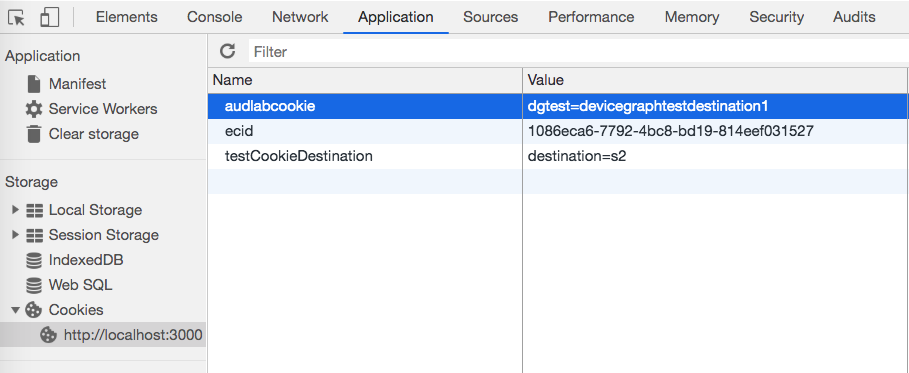 Elements Console Application Sources Performance Memory Security Audits
Application
Manifest
Service Workers
Clear storage
Storage
Local Storage
Session Storage
IndexedDB
Web SQL
Cookies
http://localhost:3000
Filter
Name Value
audlabcookie dgtest=devicegraphtestdestination1
ecid 1086eca6-7792-4bc8-bd19-814eef031527
testCookieDestination destination=s2